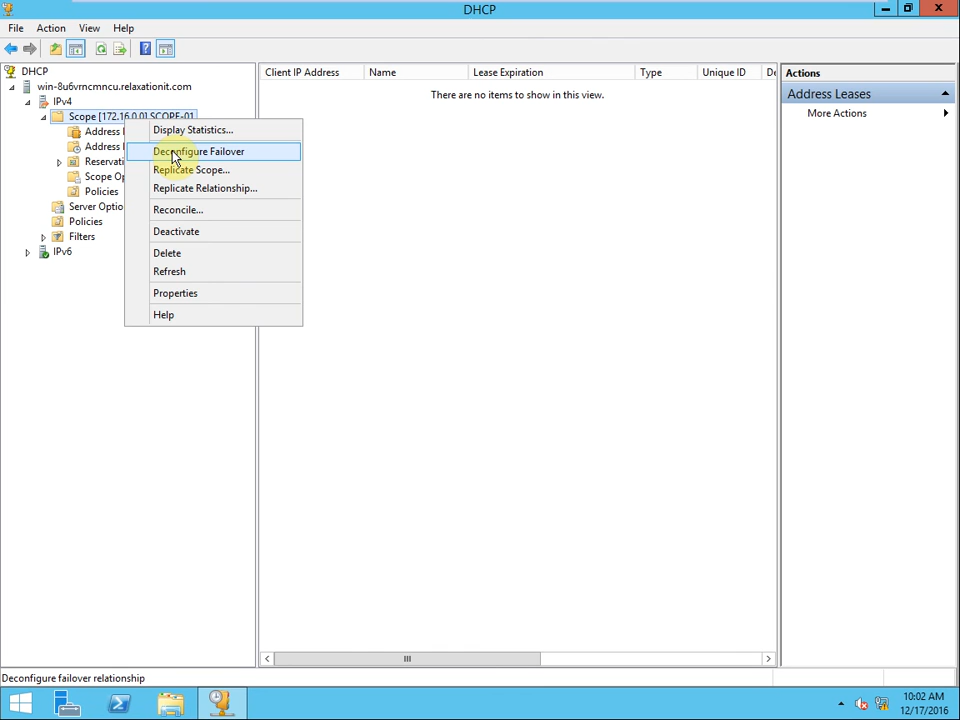 DHCP
File Action View Help
DHCP
win-8u6vrncmncu.relaxationit.com
IPv4
Scope [172.16.0.0] SCOPE-01
Address
Address
Reservati
Scope Op
Policies
Server Optio
Policies
Filters
IPv6
Display Statistics...
Deconfigure Failover
Replicate Scope...
Replicate Relationship...
Reconcile...
Deactivate
Delete
Refresh
Properties
Help
Client IP Address Name Lease Expiration Type Unique ID De
There are no items to show in this view.
Actions
Address Leases
More Actions
Deconfigure failover relationship
10:02 AM
12/17/2016